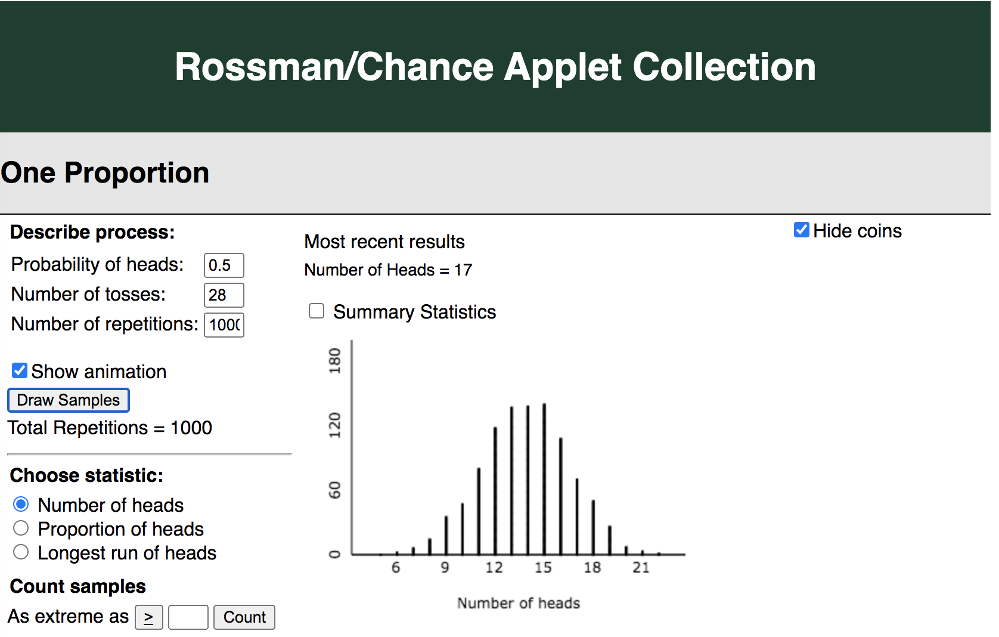 Rossman/Chance Applet Collection
One Proportion
Describe process:
Probability of heads: 0.5
Number of tosses: 28
Number of repetitions: 100
Show animation
Draw Samples
Total Repetitions = 1000
Choose statistic:
Number of heads
Proportion of heads
Longest run of heads
Count samples
As extreme as ≥ Count
Most recent results
Number of Heads = 17
Summary Statistics
180
120
60
0
6 9 12 15 18 21
Number of heads
Hide coins